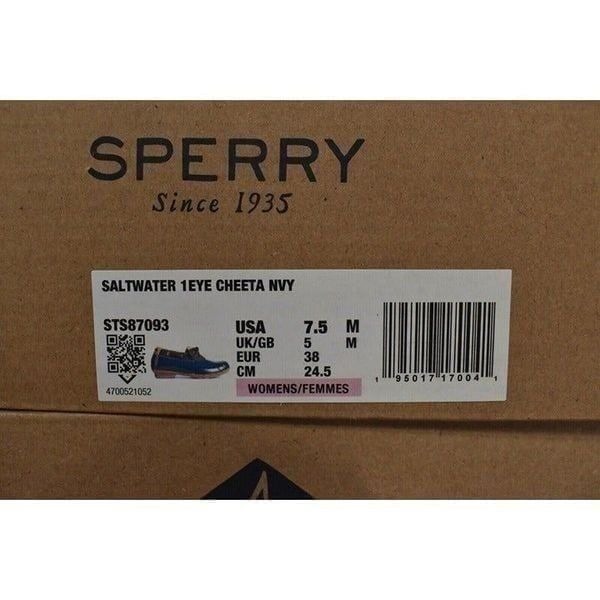 SPERRY
Since 1935
SALTWATER 1EYE CHEETA NVY
STS87093
4700521052
USA 7.5 M
UK/GB 5 M
EUR 38
CM 24.5
WOMENS/FEMMES
1 95017 17004 1